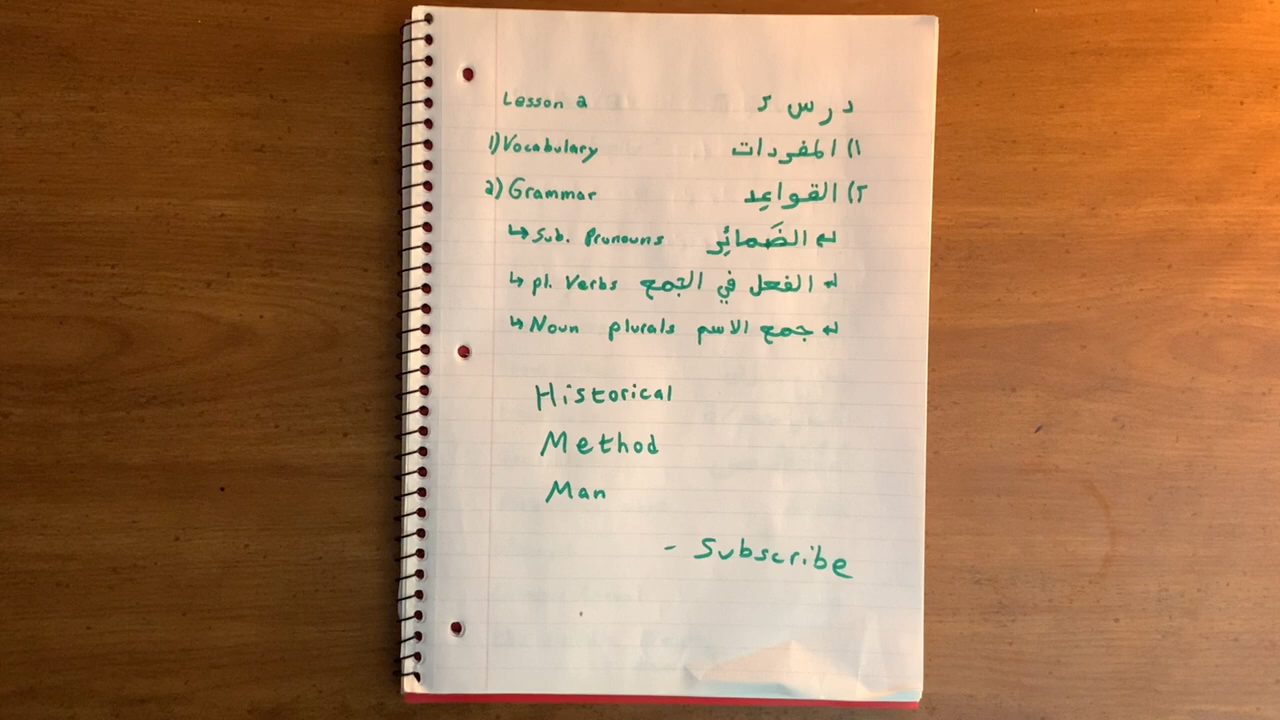 Lesson 2 درس ٢
1) Vocabulary ١) المفردات
2) Grammar ٢) القواعِد
↳ Sub. Pronouns الضَمائِر
↳ pl. Verbs الفعل في الجمع
↳ Noun plurals جمع الاسم
Historical
Method
Man
- Subscribe